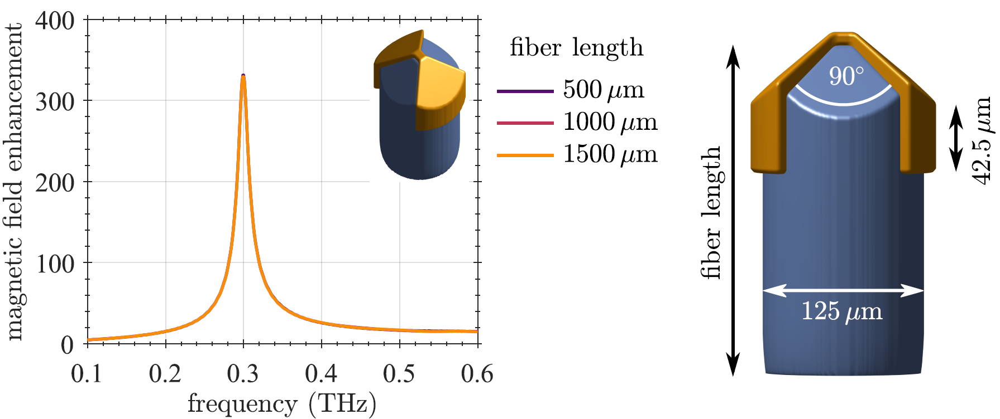 magnetic field enhancement
400
300
200
100
0
0.1 0.2 0.3 0.4 0.5 0.6
frequency (THz)
fiber length
500 μm
1000 μm
1500 μm
fiber length
90°
42.5 μm
125 μm